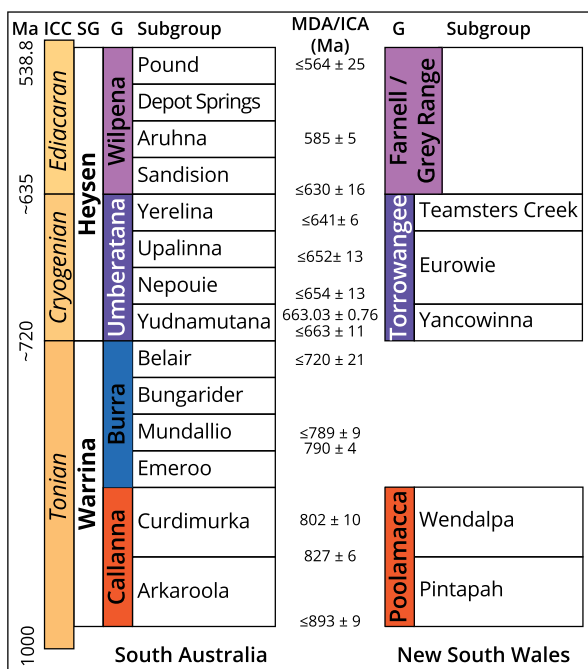 Ma ICC SG G Subgroup MDA/ICA (Ma) G Subgroup
538.8
~635
~720
1000
Ediacaran
Cryogenian
Tonian
Heysen
Warrina
Wilpena
Umberatana
Burra
Callanna
Pound
Depot Springs
Aruhna
Sandision
Yerelina
Upalinna
Nepouie
Yudnamutana
Belair
Bungarider
Mundallio
Emeroo
Curdimurka
Arkaroola
≤564 ± 25
585 ± 5
≤630 ± 16
≤641± 6
≤652± 13
≤654 ± 13
663.03 ± 0.76
≤663 ± 11
≤720 ± 21
≤789 ± 9
790 ± 4
802 ± 10
827 ± 6
≤893 ± 9
Farnell /
Grey Range
Torrowangee
Poolamacca
Teamsters Creek
Eurowie
Yancowinna
Wendalpa
Pintapah
South Australia
New South Wales